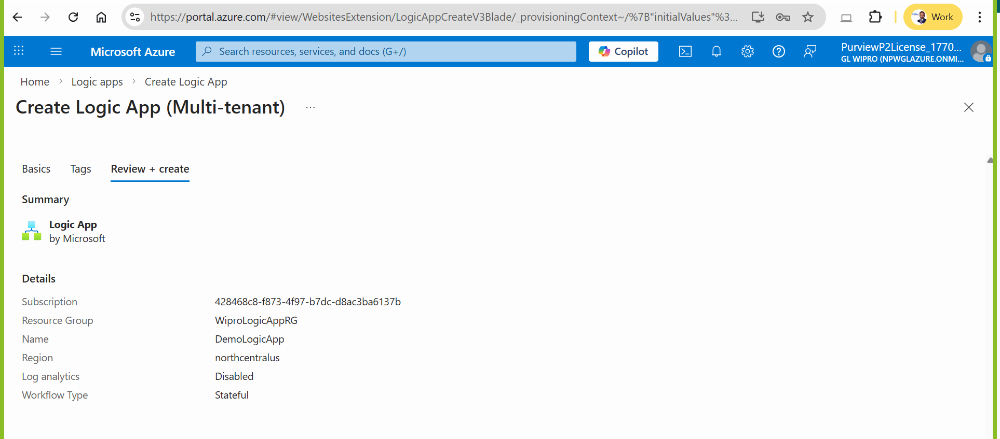 https://portal.azure.com/#view/WebsitesExtension/LogicAppCreateV3Blade/_provisioningContext~/%7B"initialValues"%3...
Work
Microsoft Azure
Search resources, services, and docs (G+/)
Copilot
PurviewP2License_1770...
GL WIPRO (NPWGLAZURE.ONMI...
Home > Logic apps > Create Logic App
Create Logic App (Multi-tenant) ...
Basics Tags Review + create
Summary
Logic App
by Microsoft
Details
Subscription 428468c8-f873-4f97-b7dc-d8ac3ba6137b
Resource Group WiproLogicAppRG
Name DemoLogicApp
Region northcentralus
Log analytics Disabled
Workflow Type Stateful